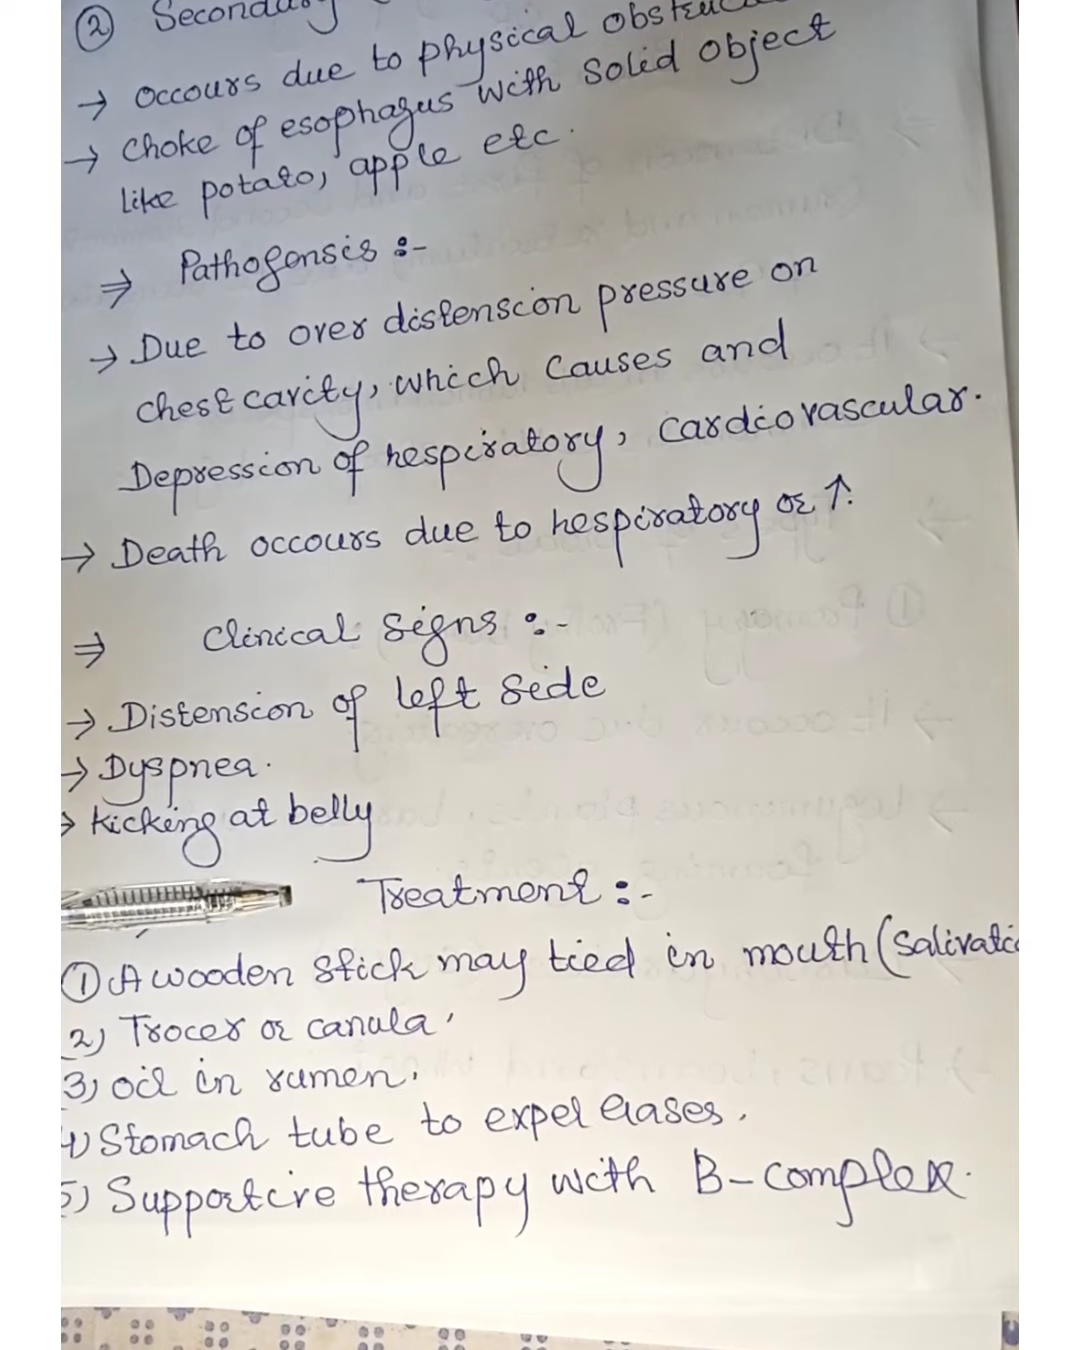 ② Secondary
→ occours due to physical obstruc
→ choke of esophagus with solid object
like potato, apple etc.
⇒ Pathogensis :-
→ Due to over distension pressure on
chest cavity, which causes and
Depression of respiratory, cardiovascular.
→ Death occours due to respiratory or ↑.
⇒ Clinical signs :-
→ Distension of left side
→ Dyspnea.
→ kicking at belly
Treatment :-
① A wooden stick may tied in mouth (salivatio
2) Trocer or canula.
3) oil in rumen.
4) Stomach tube to expel Gases.
5) Supportive therapy with B-complex.